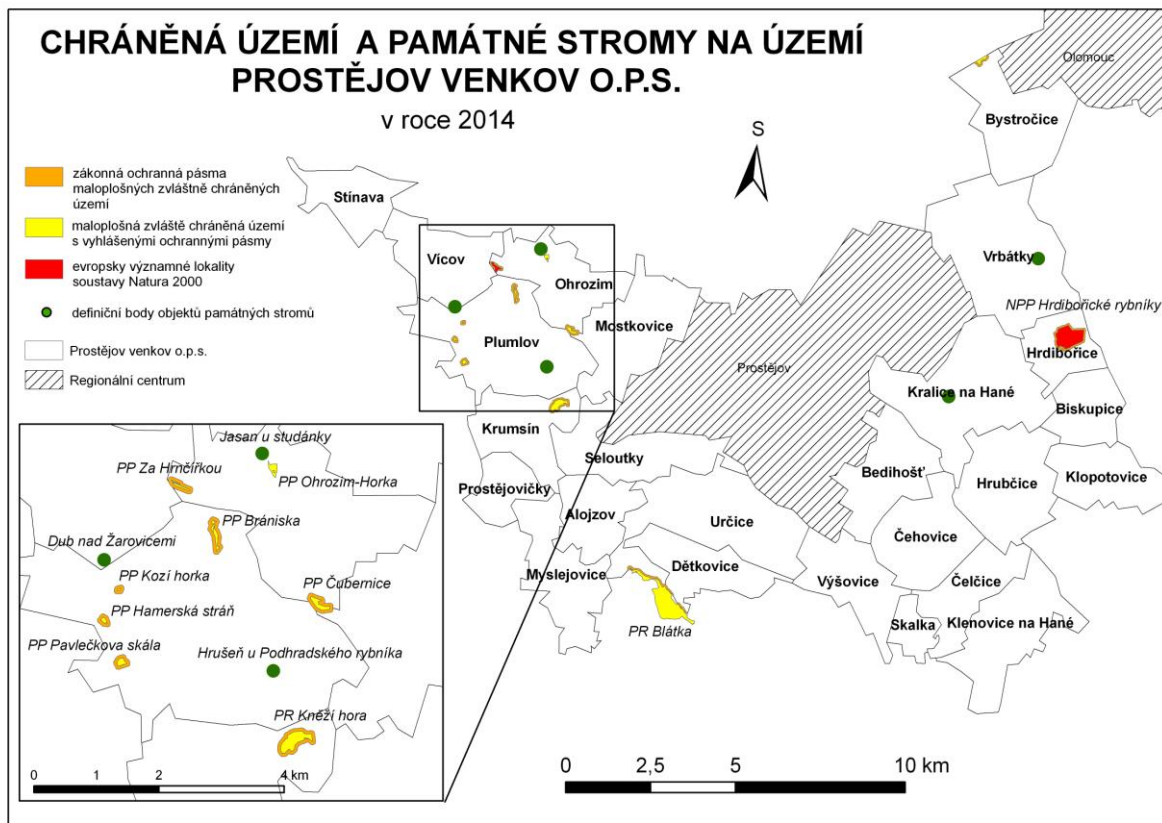 CHRÁNĚNÁ ÚZEMÍ A PAMÁTNÉ STROMY NA ÚZEMÍ
PROSTĚJOV VENKOV O.P.S.
v roce 2014
S
zákonná ochranná pásma
maloplošných zvláštně chráněných
území
maloplošná zvláště chráněná území
s vyhlášenými ochrannými pásmy
evropsky významné lokality
soustavy Natura 2000
definiční body objektů památných stromů
Prostějov venkov o.p.s.
Regionální centrum
Olomouc
Bystročice
Stínava
Vícov
Ohrozim
Vrbátky
NPP Hrdibořické rybníky
Mostkovice
Plumlov
Hrdibořice
Prostějov
Kralice na Hané
Biskupice
Krumsín
Seloutky
Bedihošť
Hrubčice
Klopotovice
Prostějovičky
Alojzov
Určice
Čehovice
Myslejovice
Dětkovice
Výšovice
Čelčice
PR Blátka
Skalka
Klenovice na Hané
Jasan u studánky
PP Za Hrnčířkou
PP Ohrozim-Horka
PP Brániska
Dub nad Žarovicemi
PP Kozí horka
PP Čubernice
PP Hamerská stráň
PP Pavlečkova skála
Hrušeň u Podhradského rybníka
PR Kněží hora
0 1 2 4 km
0 2,5 5 10 km